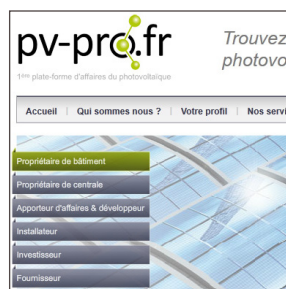 pv-pro.fr
1ère plate-forme d'affaires du photovoltaïque
Trouvez
photovo
Accueil | Qui sommes nous ? | Votre profil | Nos servi
Propriétaire de bâtiment
Propriétaire de centrale
Apporteur d'affaires & développeur
Installateur
Investisseur
Fournisseur